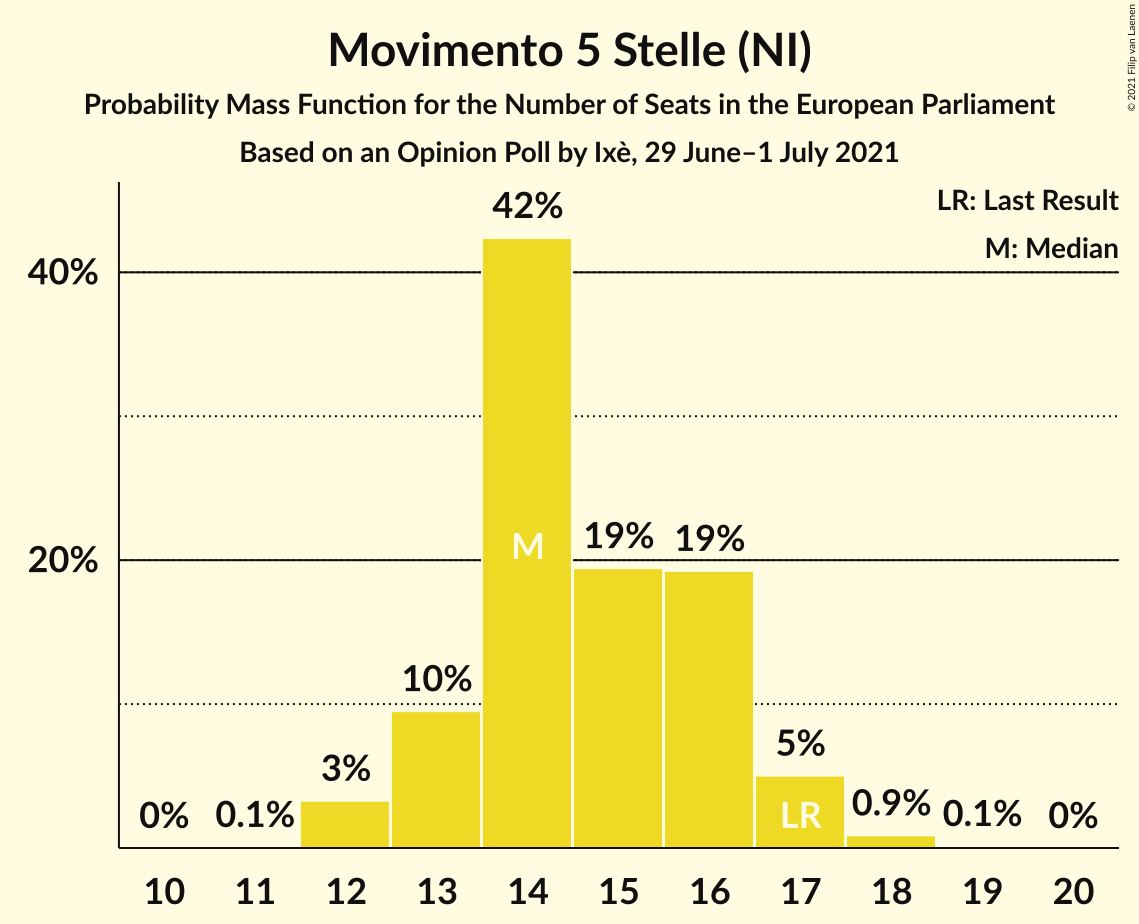 Movimento 5 Stelle (NI)
Probability Mass Function for the Number of Seats in the European Parliament
Based on an Opinion Poll by Ixè, 29 June–1 July 2021
© 2021 Filip van Laenen
LR: Last Result
M: Median
40%
20%
0%
0.1%
3%
10%
42%
M
19%
19%
5%
LR
0.9%
0.1%
0%
10 11 12 13 14 15 16 17 18 19 20